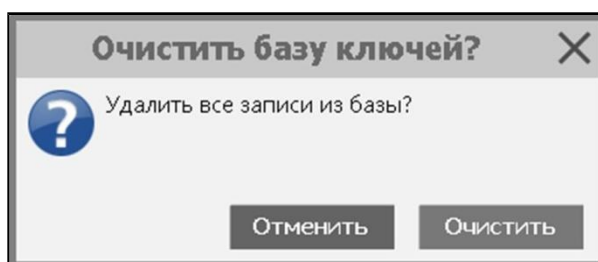 Очистить базу ключей?
Удалить все записи из базы?
Отменить Очистить